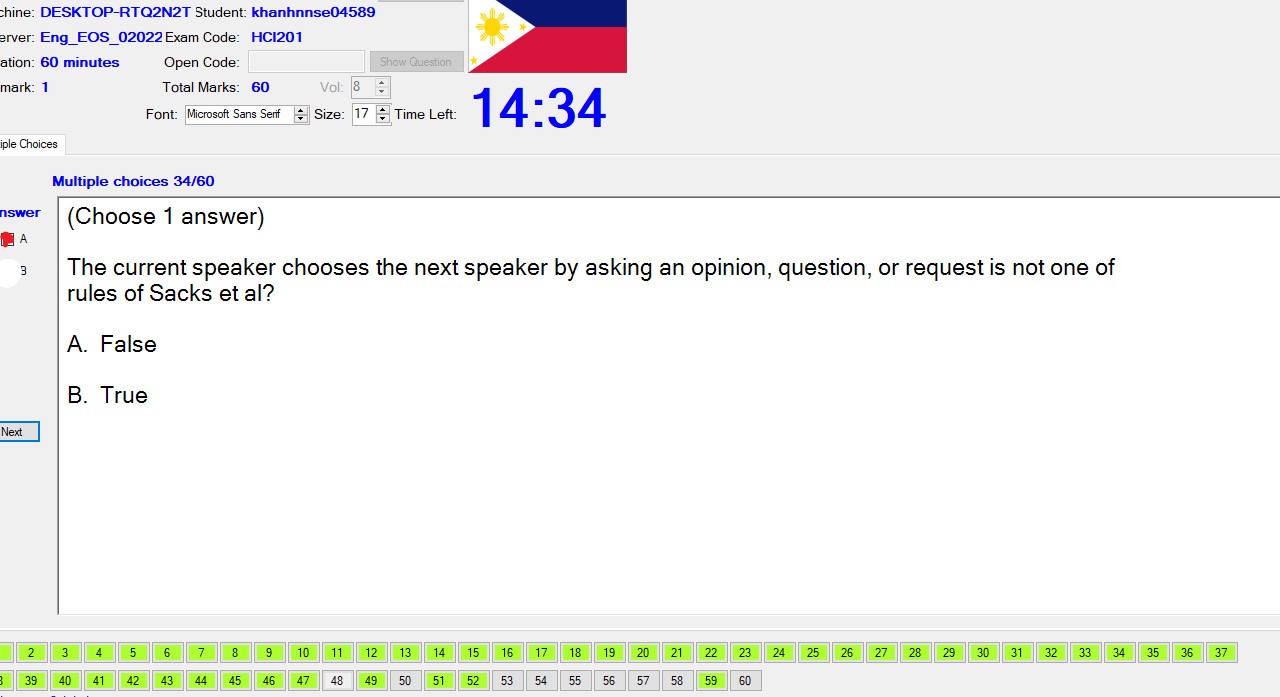 chine: DESKTOP-RTQ2N2T Student: khanhnnse04589
erver: Eng_EOS_02022 Exam Code: HCI201
ation: 60 minutes Open Code: Show Question
mark: 1 Total Marks: 60 Vol: 8
Font: Microsoft Sans Serif Size: 17 Time Left: 14:34
iple Choices
Multiple choices 34/60
nswer
A
B
(Choose 1 answer)
The current speaker chooses the next speaker by asking an opinion, question, or request is not one of
rules of Sacks et al?
A. False
B. True
Next
2 3 4 5 6 7 8 9 10 11 12 13 14 15 16 17 18 19 20 21 22 23 24 25 26 27 28 29 30 31 32 33 34 35 36 37
39 40 41 42 43 44 45 46 47 48 49 50 51 52 53 54 55 56 57 58 59 60